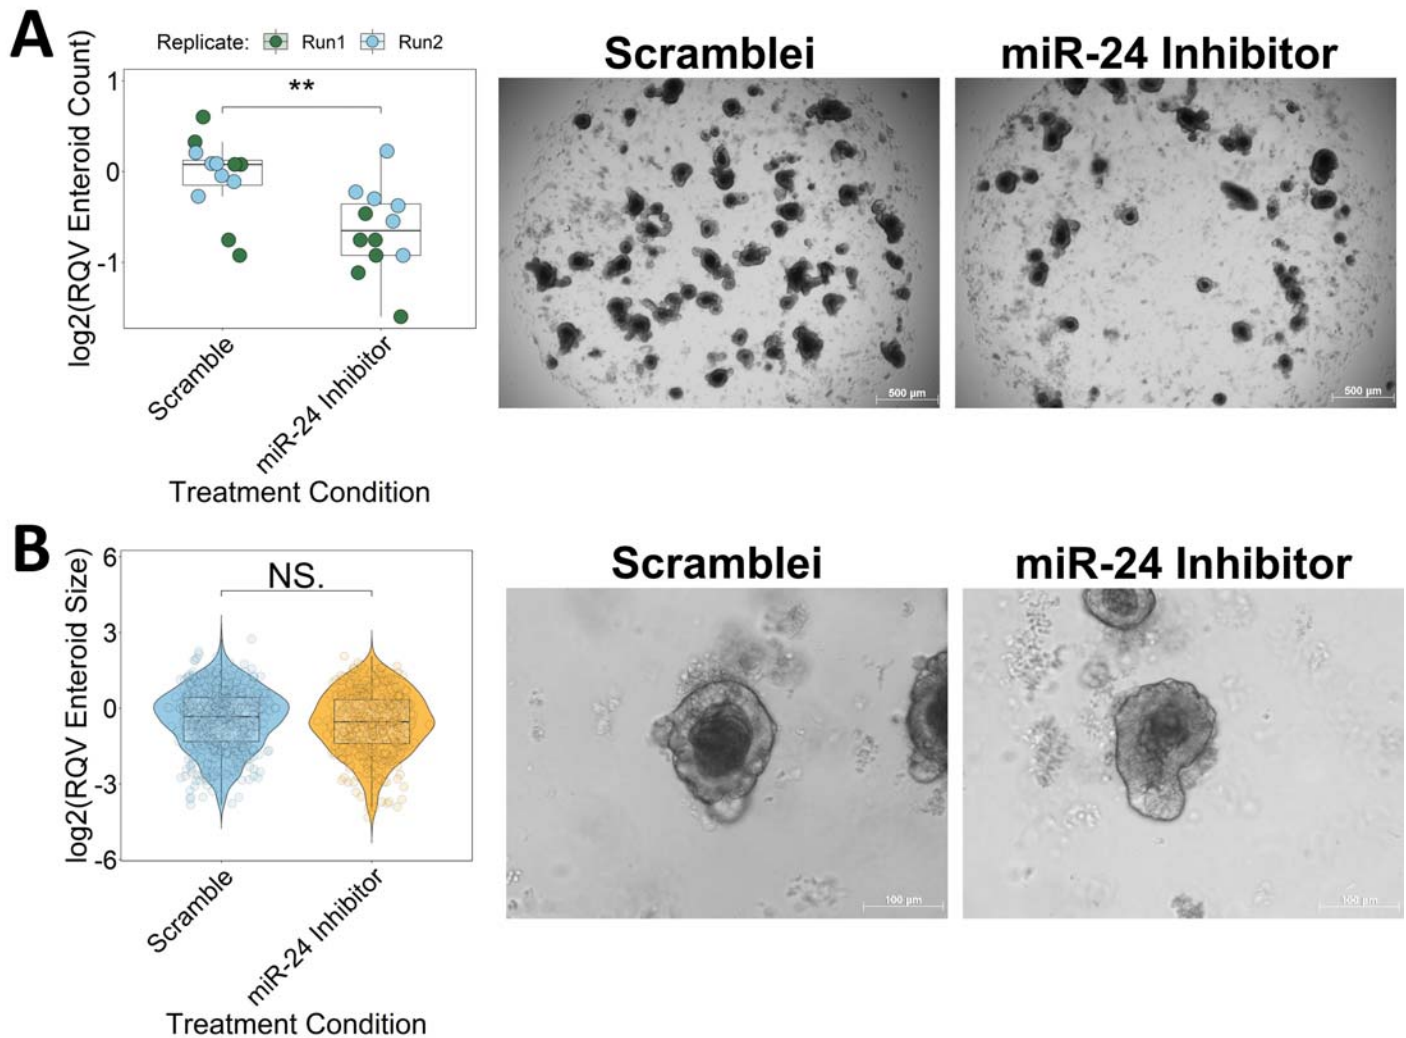 A
Replicate: Run1 Run2
log2(RQV Enteroid Count)
1
0
-1
**
Scramble
miR-24 Inhibitor
Treatment Condition
Scramblei
miR-24 Inhibitor
500 µm
500 µm
B
log2(RQV Enteroid Size)
6
3
0
-3
-6
NS.
Scramble
miR-24 Inhibitor
Treatment Condition
Scramblei
miR-24 Inhibitor
100 µm
100 µm